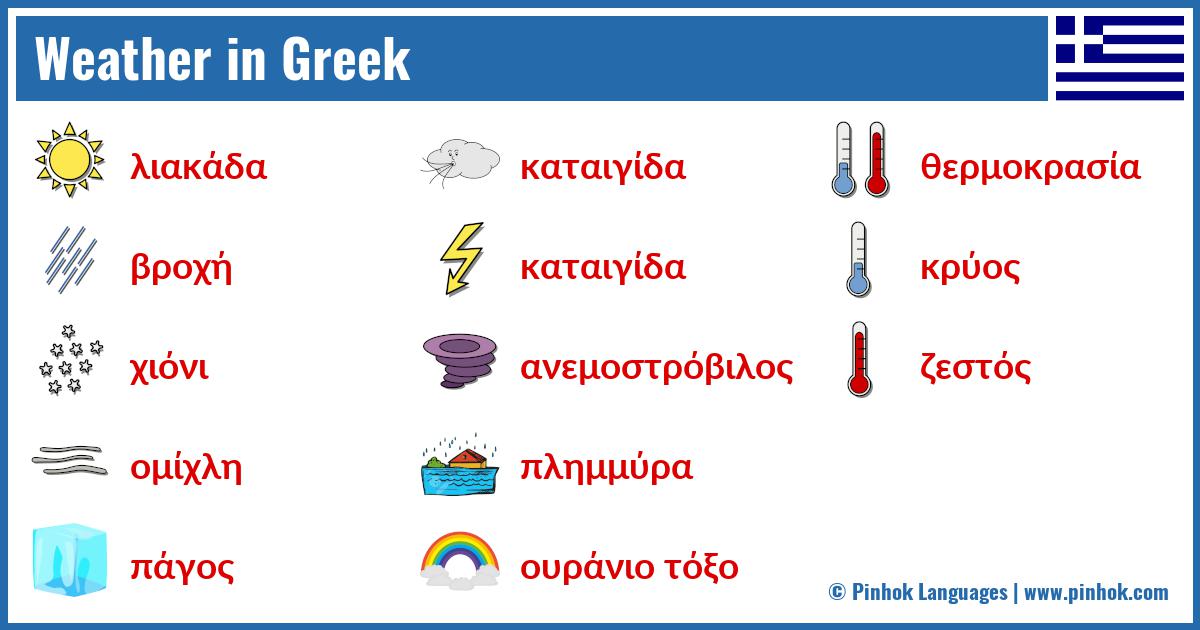 Weather in Greek
λιακάδα
βροχή
χιόνι
ομίχλη
πάγος
καταιγίδα
καταιγίδα
ανεμοστρόβιλος
πλημμύρα
ουράνιο τόξο
θερμοκρασία
κρύος
ζεστός
© Pinhok Languages | www.pinhok.com